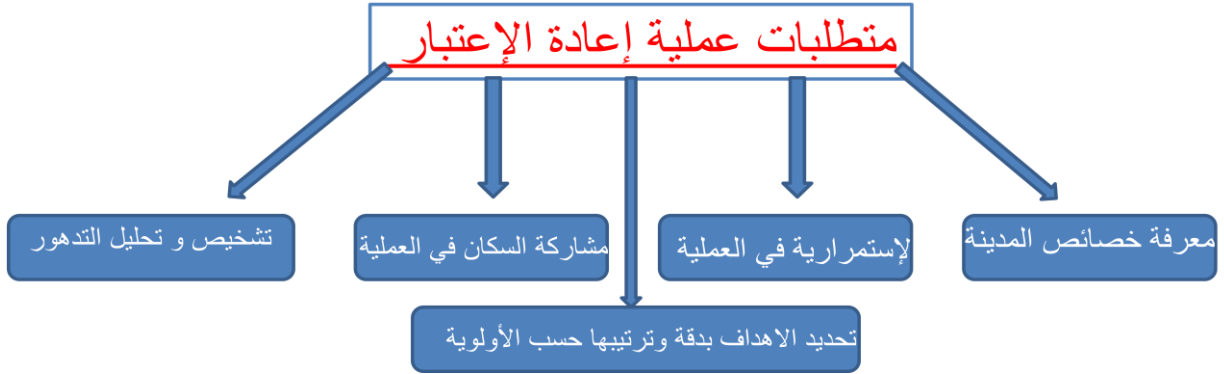 متطلبات عملية إعادة الإعتبار
معرفة خصائص المدينة
لإستمرارية في العملية
مشاركة السكان في العملية
تشخيص و تحليل التدهور
تحديد الاهداف بدقة وترتيبها حسب الأولوية